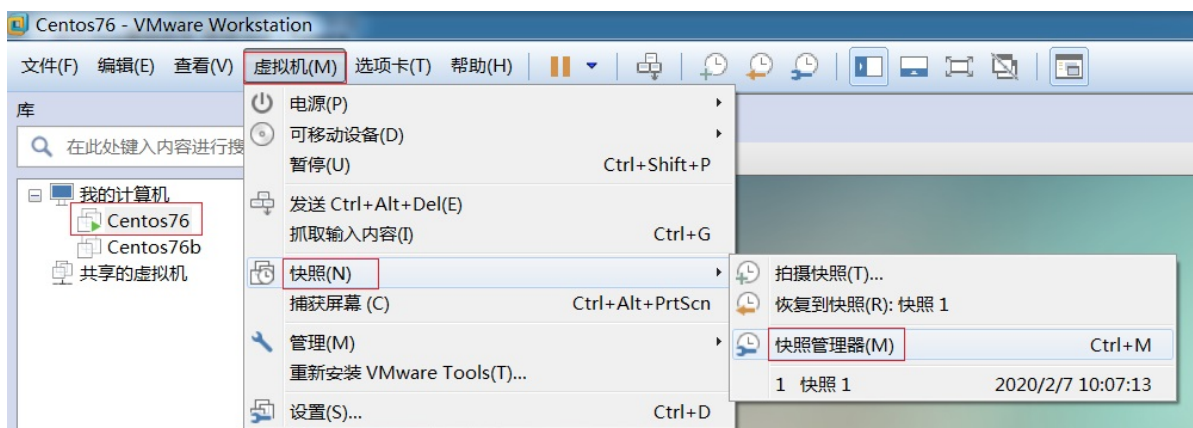 Centos76 - VMware Workstation
文件(F) 编辑(E) 查看(V) 虚拟机(M) 选项卡(T) 帮助(H)
库
在此处键入内容进行搜
我的计算机
Centos76
Centos76b
共享的虚拟机
电源(P)
可移动设备(D)
暂停(U) Ctrl+Shift+P
发送 Ctrl+Alt+Del(E)
抓取输入内容(I) Ctrl+G
快照(N)
捕获屏幕 (C) Ctrl+Alt+PrtScn
管理(M)
重新安装 VMware Tools(T)...
设置(S)... Ctrl+D
拍摄快照(T)...
恢复到快照(R): 快照 1
快照管理器(M) Ctrl+M
1 快照 1 2020/2/7 10:07:13